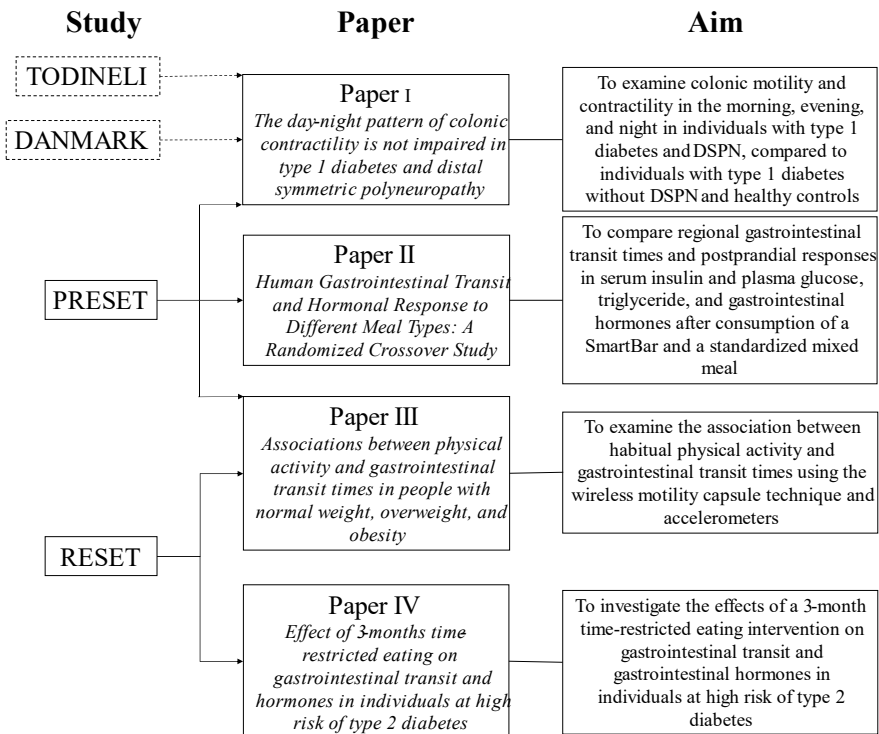 Study
Paper
Aim
TODINELI
DANMARK
PRESET
RESET
Paper I
The day-night pattern of colonic
contractility is not impaired in
type 1 diabetes and distal
symmetric polyneuropathy
To examine colonic motility and
contractility in the morning, evening,
and night in individuals with type 1
diabetes and DSPN, compared to
individuals with type 1 diabetes
without DSPN and healthy controls
Paper II
Human Gastrointestinal Transit
and Hormonal Response to
Different Meal Types: A
Randomized Crossover Study
To compare regional gastrointestinal
transit times and postprandial responses
in serum insulin and plasma glucose,
triglyceride, and gastrointestinal
hormones after consumption of a
SmartBar and a standardized mixed
meal
Paper III
Associations between physical
activity and gastrointestinal
transit times in people with
normal weight, overweight, and
obesity
To examine the association between
habitual physical activity and
gastrointestinal transit times using the
wireless motility capsule technique and
accelerometers
Paper IV
Effect of 3-months time-
restricted eating on
gastrointestinal transit and
hormones in individuals at high
risk of type 2 diabetes
To investigate the effects of a 3-month
time-restricted eating intervention on
gastrointestinal transit and
gastrointestinal hormones in
individuals at high risk of type 2
diabetes